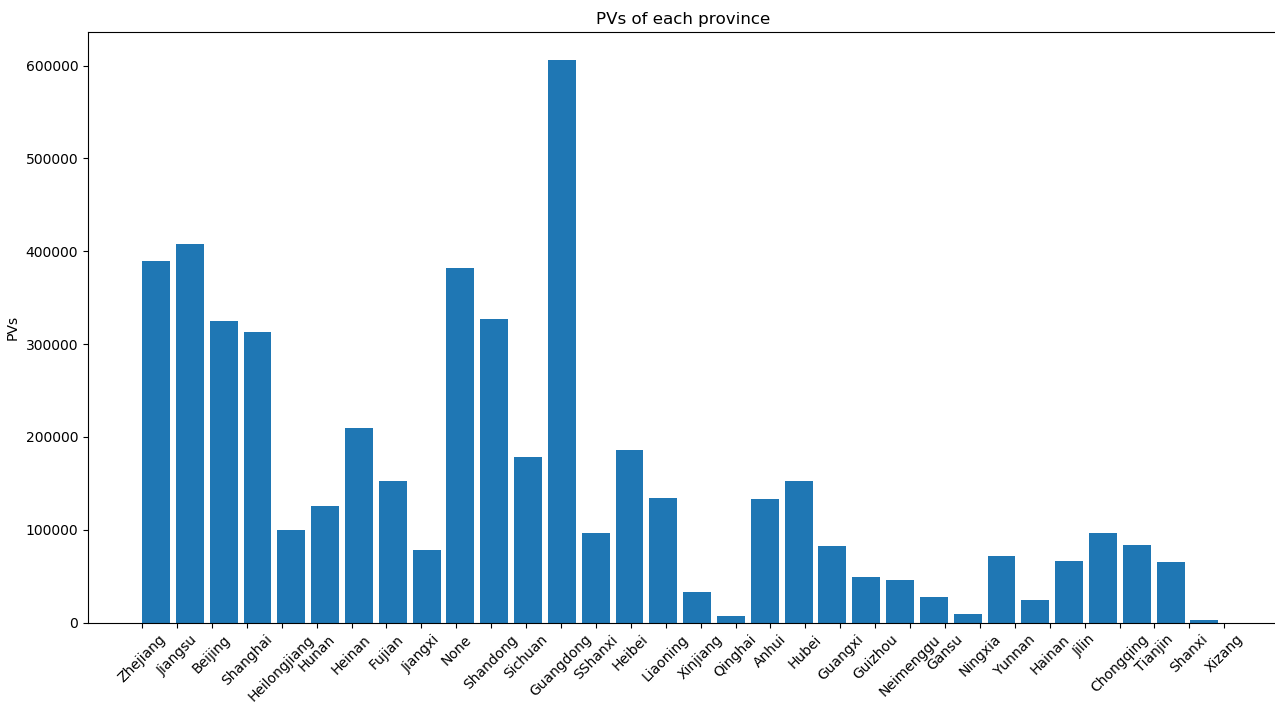 PVs of each province
PVs
600000
500000
400000
300000
200000
100000
0
Zhejiang
Jiangsu
Beijing
Shanghai
Heilongjiang
Hunan
Heinan
Fujian
Jiangxi
None
Shandong
Sichuan
Guangdong
SShanxi
Heibei
Liaoning
Xinjiang
Qinghai
Anhui
Hubei
Guangxi
Guizhou
Neimenggu
Gansu
Ningxia
Yunnan
Hainan
Jilin
Chongqing
Tianjin
Shanxi
Xizang